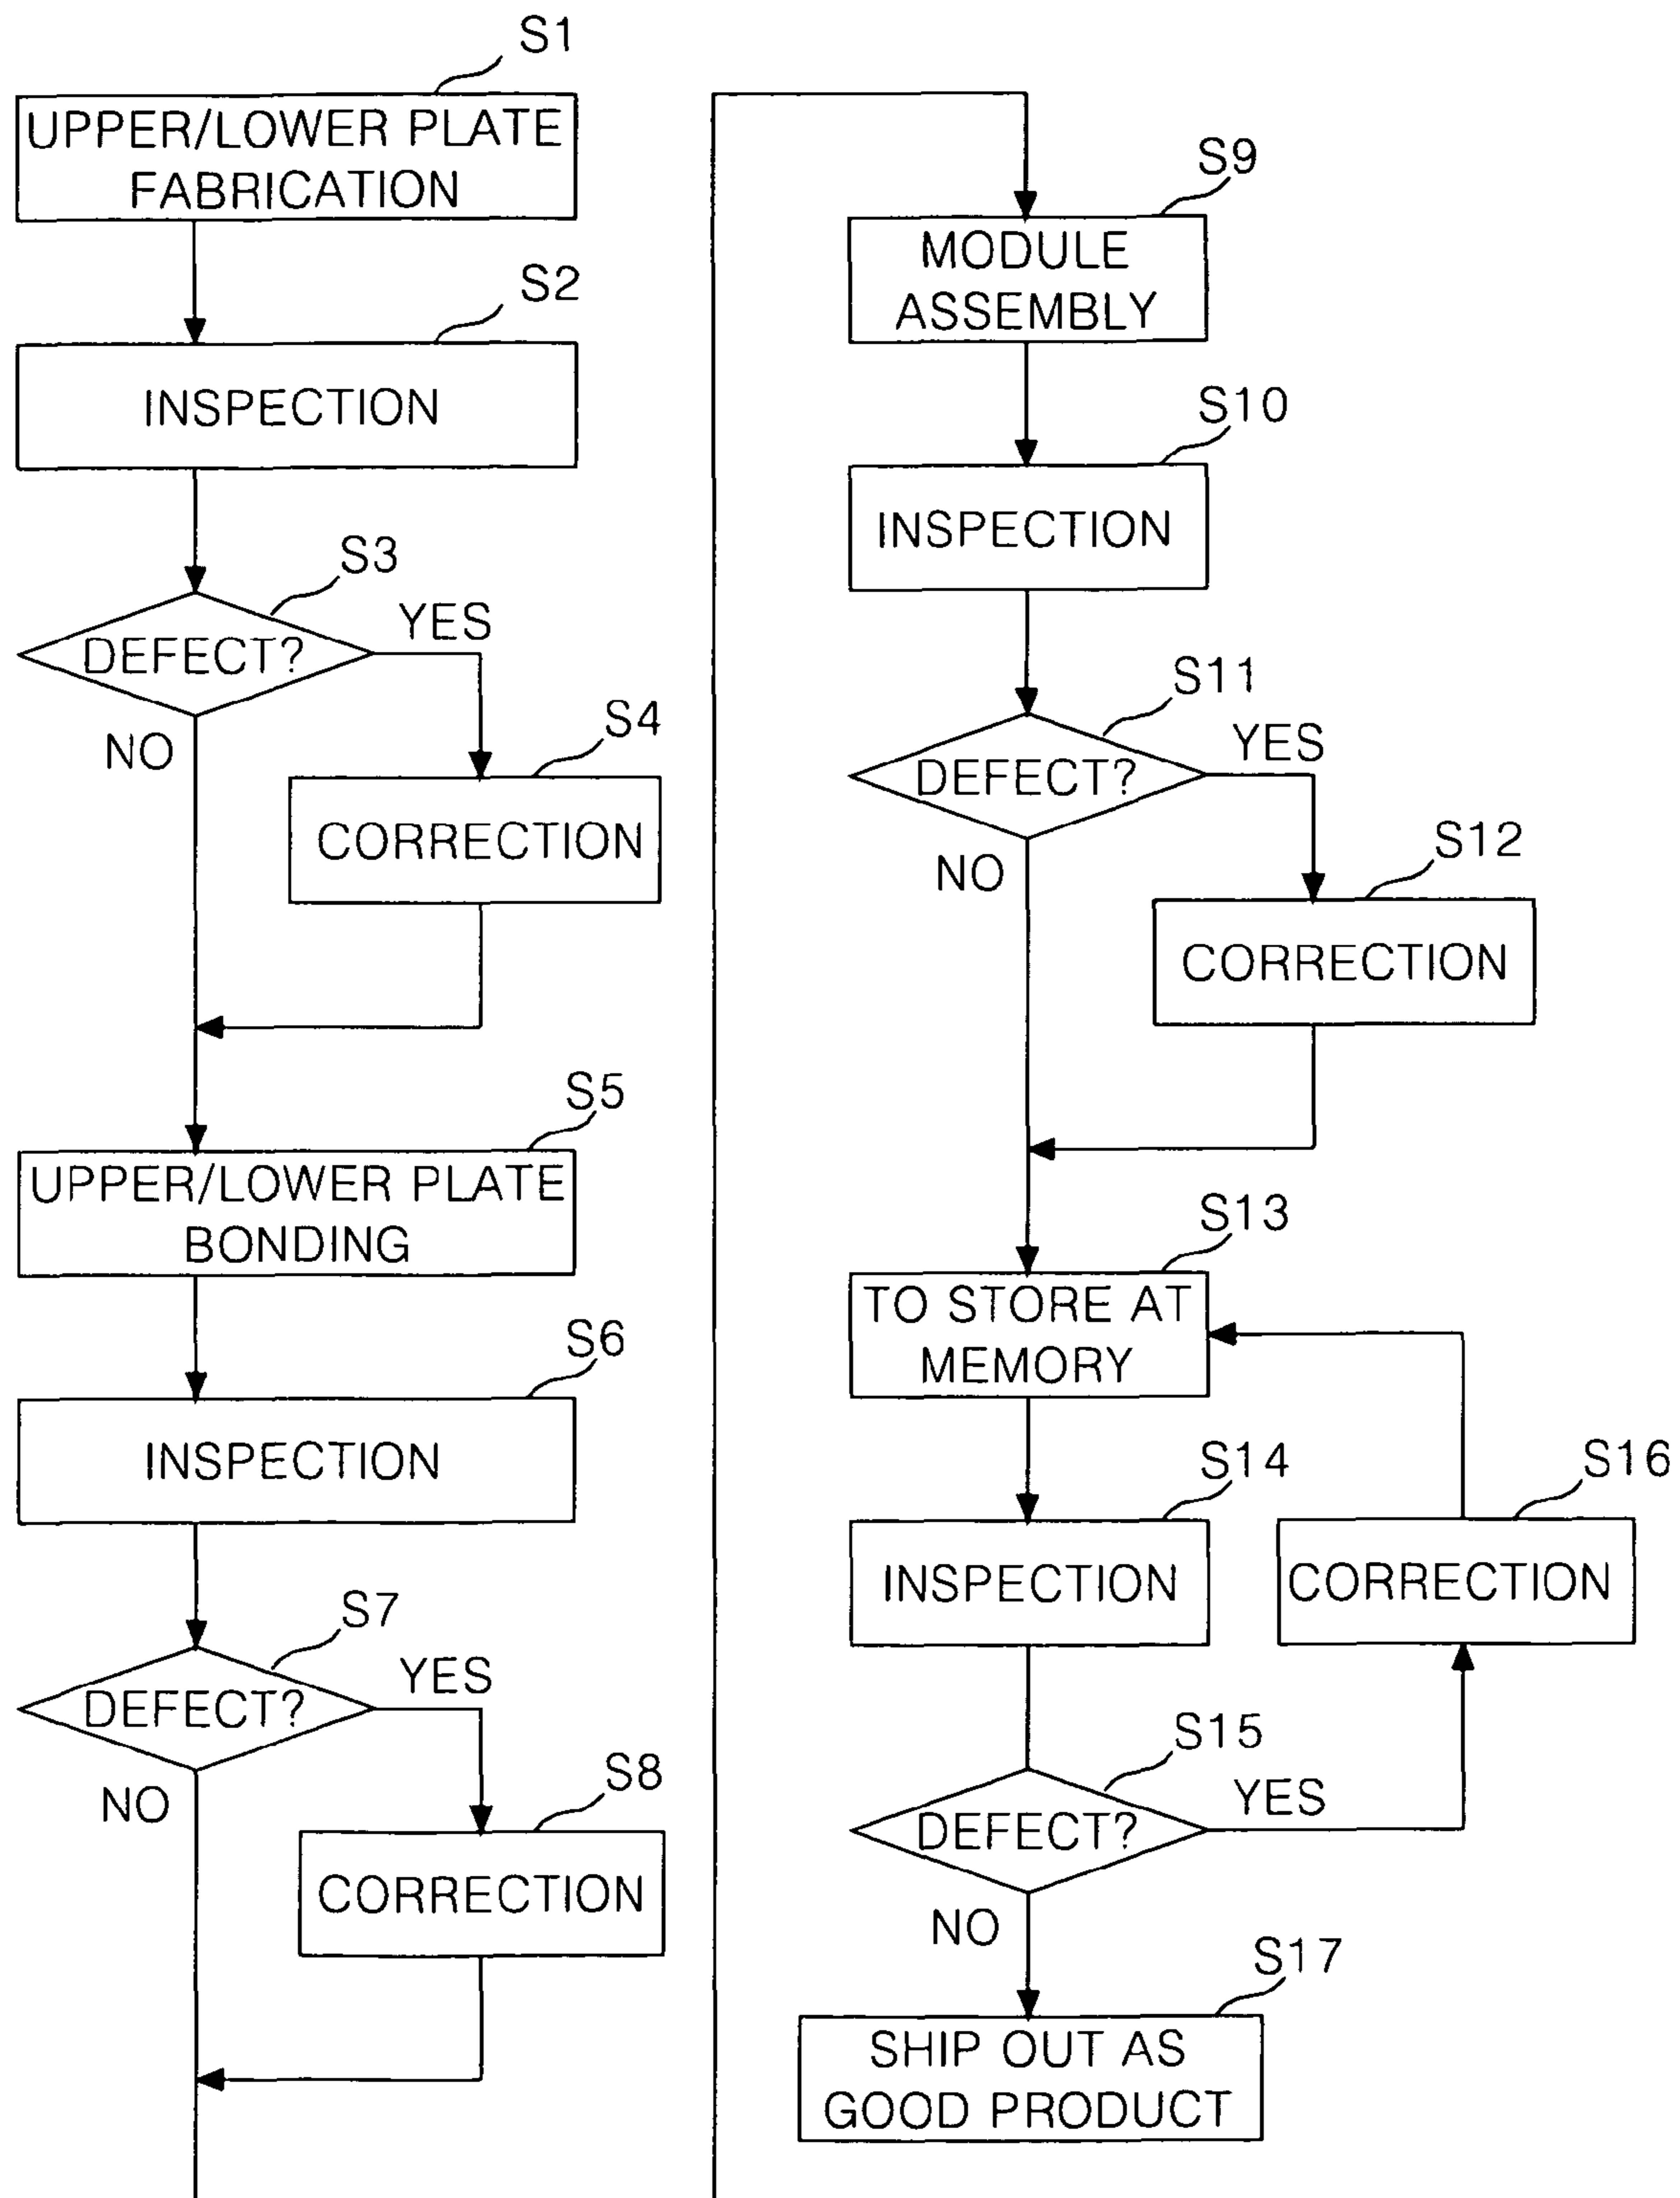 S1
UPPER/LOWER PLATE
FABRICATION
S2
INSPECTION
S3
DEFECT?
YES
NO
S4
CORRECTION
S5
UPPER/LOWER PLATE
BONDING
S6
INSPECTION
S7
DEFECT?
YES
NO
S8
CORRECTION
S9
MODULE
ASSEMBLY
S10
INSPECTION
S11
DEFECT?
YES
NO
S12
CORRECTION
S13
TO STORE AT
MEMORY
S14
INSPECTION
S16
CORRECTION
S15
DEFECT?
YES
NO
S17
SHIP OUT AS
GOOD PRODUCT